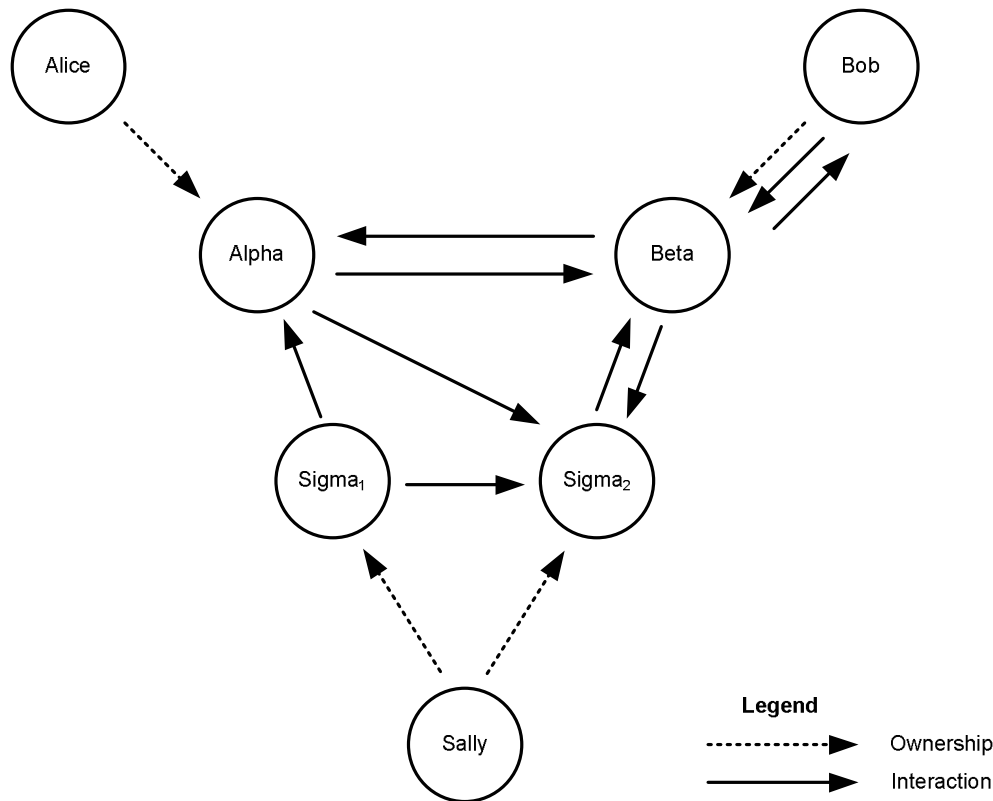 Alice
Bob
Alpha
Beta
Sigma₁
Sigma₂
Sally
Legend
Ownership
Interaction